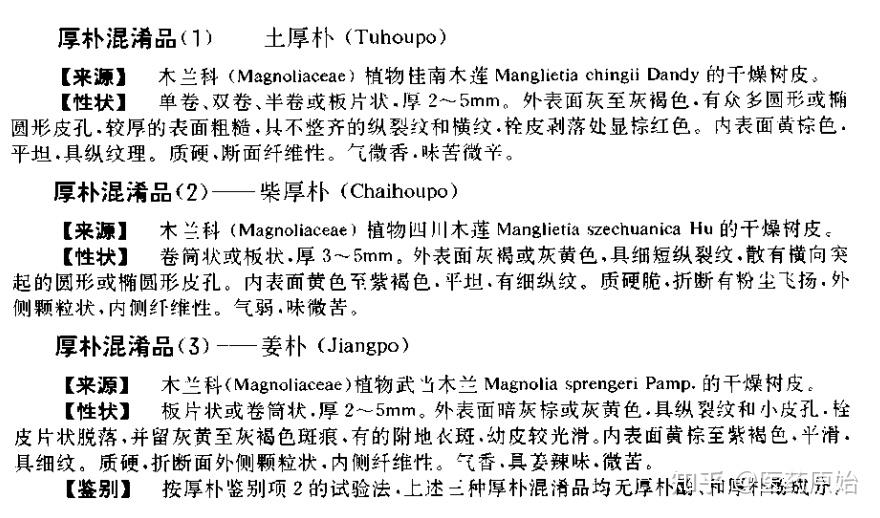 厚朴混淆品(1) 土厚朴 (Tuhoupo)
【来源】 木兰科 (Magnoliaceae) 植物桂南木莲 Manglietia chingii Dandy 的干燥树皮。
【性状】 单卷、双卷、半卷或板片状,厚 2~5mm。外表面灰至灰褐色,有众多圆形或椭
圆形皮孔,较厚的表面粗糙,具不整齐的纵裂纹和横纹,栓皮剥落处显棕红色。内表面黄棕色,
平坦,具纵纹理。质硬,断面纤维性。气微香,味苦微辛。
厚朴混淆品(2)——柴厚朴 (Chaihoupo)
【来源】 木兰科 (Magnoliaceae) 植物四川木莲 Manglietia szechuanica Hu 的干燥树皮。
【性状】 卷筒状或板状,厚 3~5mm。外表面灰褐或灰黄色,具细短纵裂纹,散有横向突
起的圆形或椭圆形皮孔。内表面黄色至紫褐色,平坦,有细纵纹。质硬脆,折断有粉尘飞扬,外
侧颗粒状,内侧纤维性。气弱,味微苦。
厚朴混淆品(3)——姜朴 (Jiangpo)
【来源】 木兰科(Magnoliaceae)植物武当木兰 Magnolia sprengeri Pamp. 的干燥树皮。
【性状】 板片状或卷筒状,厚 2~5mm。外表面暗灰棕或灰黄色,具纵裂纹和小皮孔,栓
皮片状脱落,并留灰黄至灰褐色斑痕,有的附地衣斑,幼皮较光滑。内表面黄棕至紫褐色,平滑,
具细纹。质硬,折断面外侧颗粒状,内侧纤维性。气香,具姜辣味,微苦。
【鉴别】 按厚朴鉴别项 2 的试验法,上述三种厚朴混淆品均无厚朴酚、和厚朴酚成分。
知乎 @医药原始